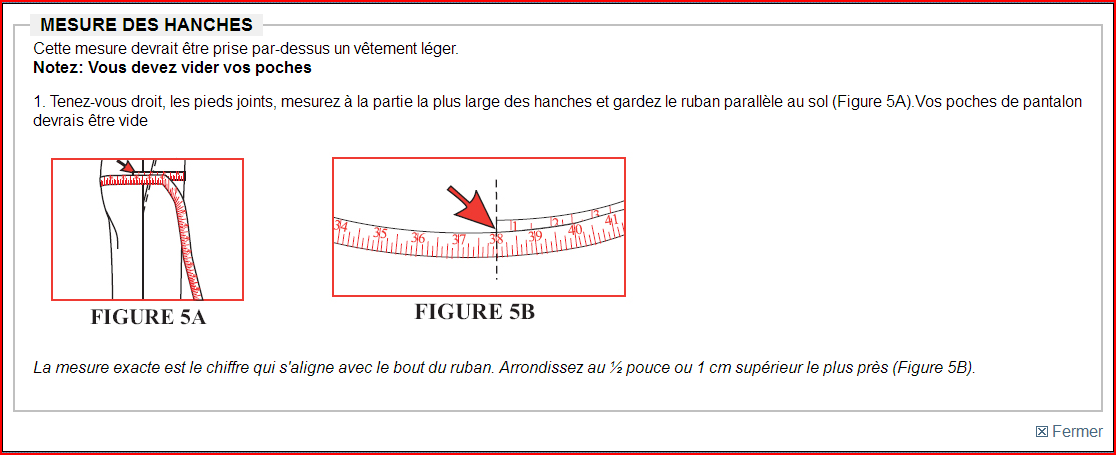 MESURE DES HANCHES
Cette mesure devrait être prise par-dessus un vêtement léger.
Notez: Vous devez vider vos poches
1. Tenez-vous droit, les pieds joints, mesurez à la partie la plus large des hanches et gardez le ruban parallèle au sol (Figure 5A).Vos poches de pantalon
devrais être vide
1 2 3
34 35 36 37 38 39 40 41
FIGURE 5A
FIGURE 5B
La mesure exacte est le chiffre qui s'aligne avec le bout du ruban. Arrondissez au ½ pouce ou 1 cm supérieur le plus près (Figure 5B).
Fermer